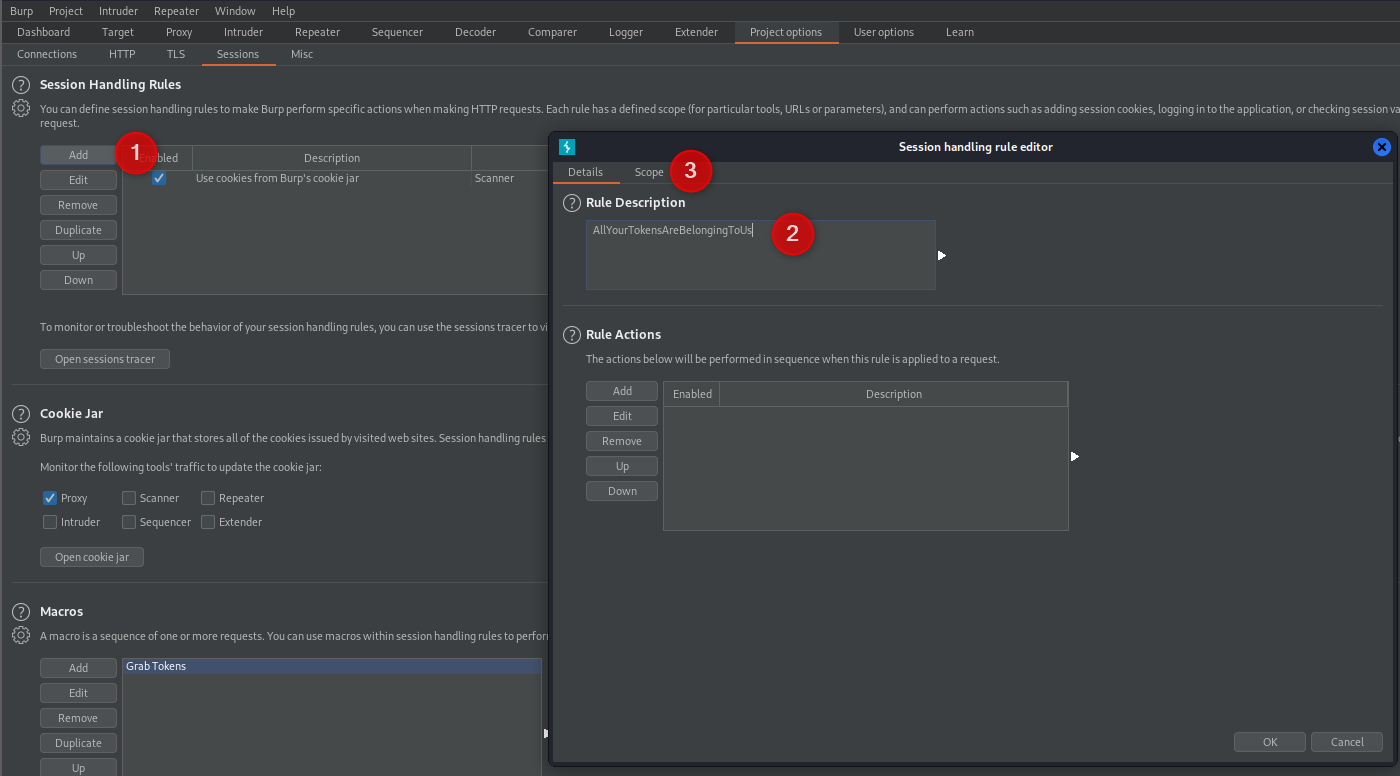 Burp Project Intruder Repeater Window Help
Dashboard Target Proxy Intruder Repeater Sequencer Decoder Comparer Logger Extender Project options User options Learn
Connections HTTP TLS Sessions Misc
? Session Handling Rules
You can define session handling rules to make Burp perform specific actions when making HTTP requests. Each rule has a defined scope (for particular tools, URLs or parameters), and can perform actions such as adding session cookies, logging in to the application, or checking session va
request.
Add 1 Description
Edit Use cookies from Burp's cookie jar Scanner
Remove
Duplicate
Up
Down
To monitor or troubleshoot the behavior of your session handling rules, you can use the sessions tracer to vi
Open sessions tracer
? Cookie Jar
Burp maintains a cookie jar that stores all of the cookies issued by visited web sites. Session handling rules
Monitor the following tools' traffic to update the cookie jar:
Proxy Scanner Repeater
Intruder Sequencer Extender
Open cookie jar
? Macros
A macro is a sequence of one or more requests. You can use macros within session handling rules to perfor
Add Grab Tokens
Edit
Remove
Duplicate
Up
Session handling rule editor
Details Scope 3
? Rule Description
AllYourTokensAreBelongingToUs 2
? Rule Actions
The actions below will be performed in sequence when this rule is applied to a request.
Add Enabled Description
Edit
Remove
Up
Down
OK Cancel